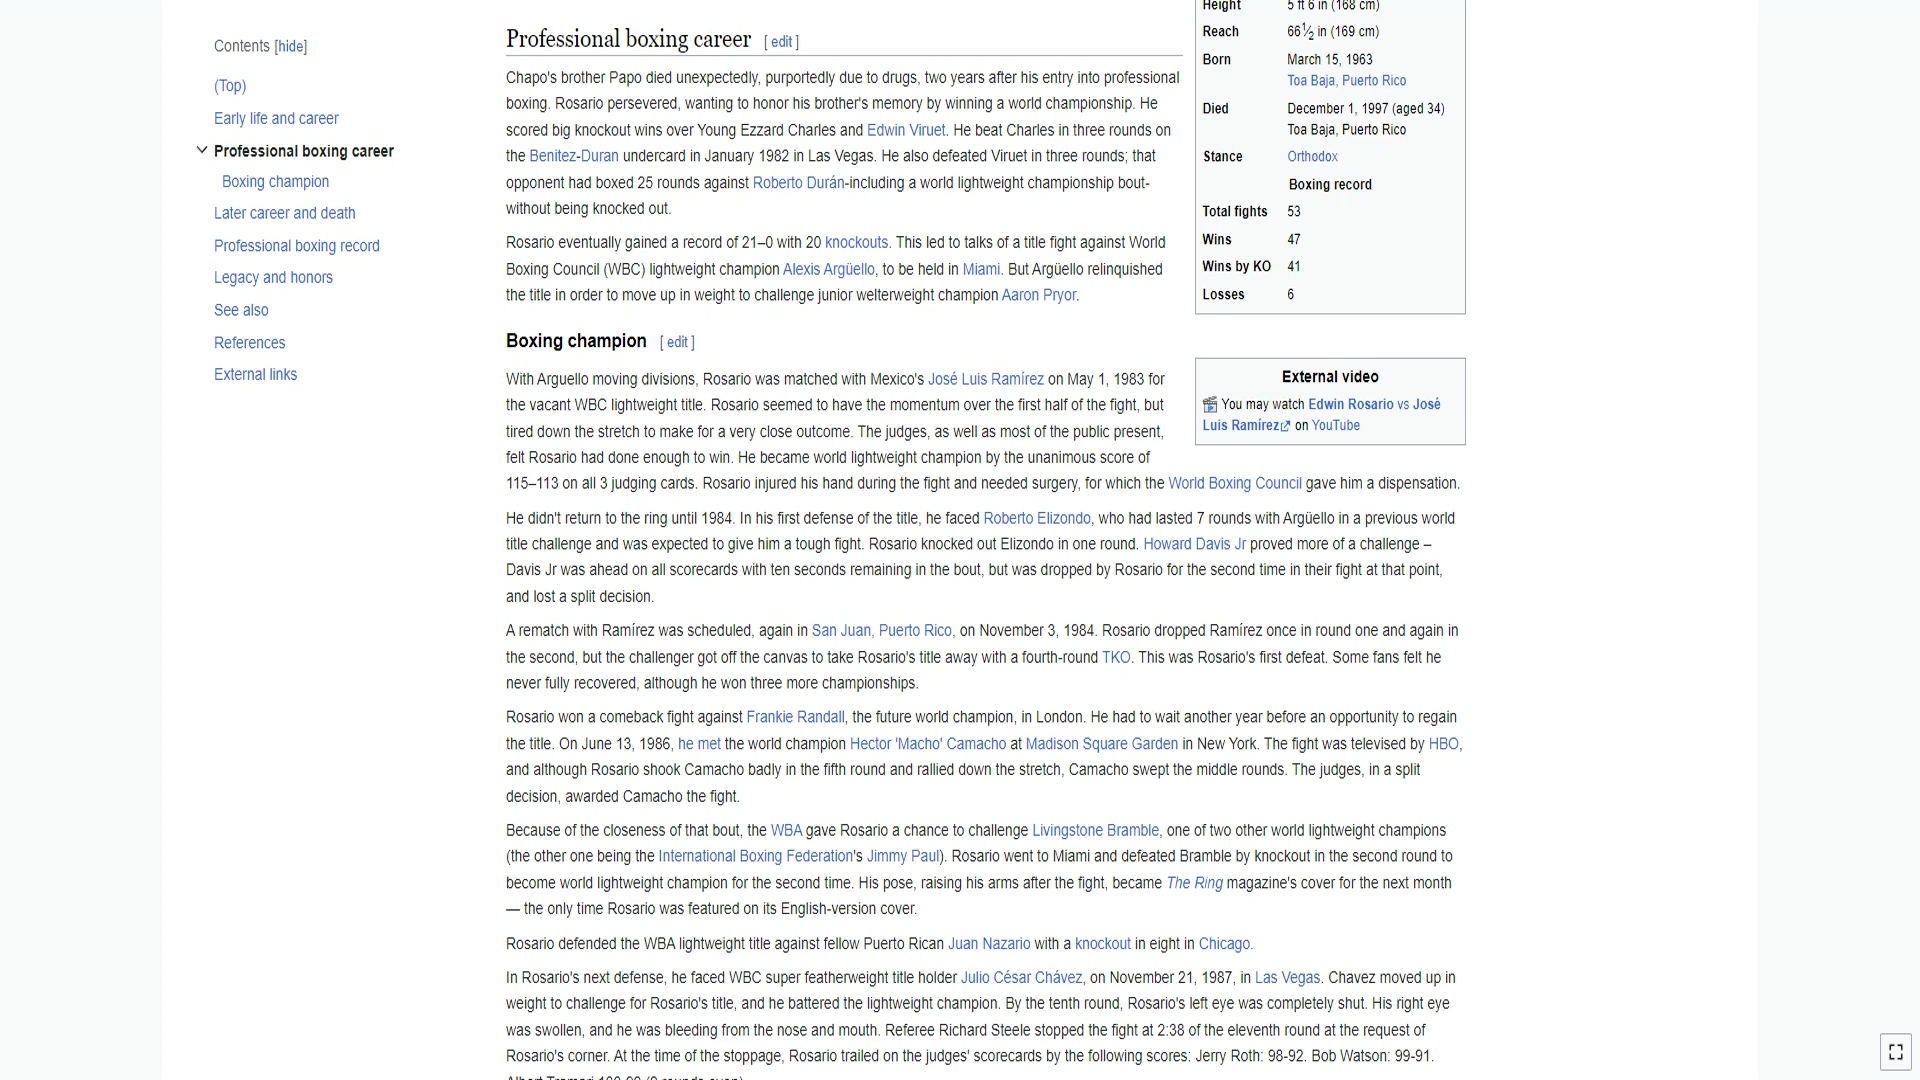 Contents [hide]
(Top)
Early life and career
Professional boxing career
Boxing champion
Later career and death
Professional boxing record
Legacy and honors
See also
References
External links
Professional boxing career [ edit ]
Chapo's brother Papo died unexpectedly, purportedly due to drugs, two years after his entry into professional
boxing. Rosario persevered, wanting to honor his brother's memory by winning a world championship. He
scored big knockout wins over Young Ezzard Charles and Edwin Viruet. He beat Charles in three rounds on
the Benitez-Duran undercard in January 1982 in Las Vegas. He also defeated Viruet in three rounds; that
opponent had boxed 25 rounds against Roberto Durán-including a world lightweight championship bout-
without being knocked out.
Rosario eventually gained a record of 21–0 with 20 knockouts. This led to talks of a title fight against World
Boxing Council (WBC) lightweight champion Alexis Argüello, to be held in Miami. But Argüello relinquished
the title in order to move up in weight to challenge junior welterweight champion Aaron Pryor.
Height 5 ft 6 in (168 cm)
Reach 66½ in (169 cm)
Born March 15, 1963
Toa Baja, Puerto Rico
Died December 1, 1997 (aged 34)
Toa Baja, Puerto Rico
Stance Orthodox
Boxing record
Total fights 53
Wins 47
Wins by KO 41
Losses 6
Boxing champion [ edit ]
With Arguello moving divisions, Rosario was matched with Mexico's José Luis Ramírez on May 1, 1983 for
the vacant WBC lightweight title. Rosario seemed to have the momentum over the first half of the fight, but
tired down the stretch to make for a very close outcome. The judges, as well as most of the public present,
felt Rosario had done enough to win. He became world lightweight champion by the unanimous score of
115–113 on all 3 judging cards. Rosario injured his hand during the fight and needed surgery, for which the World Boxing Council gave him a dispensation.
External video
You may watch Edwin Rosario vs José
Luis Ramírez on YouTube
He didn't return to the ring until 1984. In his first defense of the title, he faced Roberto Elizondo, who had lasted 7 rounds with Argüello in a previous world
title challenge and was expected to give him a tough fight. Rosario knocked out Elizondo in one round. Howard Davis Jr proved more of a challenge –
Davis Jr was ahead on all scorecards with ten seconds remaining in the bout, but was dropped by Rosario for the second time in their fight at that point,
and lost a split decision.
A rematch with Ramírez was scheduled, again in San Juan, Puerto Rico, on November 3, 1984. Rosario dropped Ramírez once in round one and again in
the second, but the challenger got off the canvas to take Rosario's title away with a fourth-round TKO. This was Rosario's first defeat. Some fans felt he
never fully recovered, although he won three more championships.
Rosario won a comeback fight against Frankie Randall, the future world champion, in London. He had to wait another year before an opportunity to regain
the title. On June 13, 1986, he met the world champion Hector 'Macho' Camacho at Madison Square Garden in New York. The fight was televised by HBO,
and although Rosario shook Camacho badly in the fifth round and rallied down the stretch, Camacho swept the middle rounds. The judges, in a split
decision, awarded Camacho the fight.
Because of the closeness of that bout, the WBA gave Rosario a chance to challenge Livingstone Bramble, one of two other world lightweight champions
(the other one being the International Boxing Federation's Jimmy Paul). Rosario went to Miami and defeated Bramble by knockout in the second round to
become world lightweight champion for the second time. His pose, raising his arms after the fight, became The Ring magazine's cover for the next month
— the only time Rosario was featured on its English-version cover.
Rosario defended the WBA lightweight title against fellow Puerto Rican Juan Nazario with a knockout in eight in Chicago.
In Rosario's next defense, he faced WBC super featherweight title holder Julio César Chávez, on November 21, 1987, in Las Vegas. Chavez moved up in
weight to challenge for Rosario's title, and he battered the lightweight champion. By the tenth round, Rosario's left eye was completely shut. His right eye
was swollen, and he was bleeding from the nose and mouth. Referee Richard Steele stopped the fight at 2:38 of the eleventh round at the request of
Rosario's corner. At the time of the stoppage, Rosario trailed on the judges' scorecards by the following scores: Jerry Roth: 98-92. Bob Watson: 99-91.